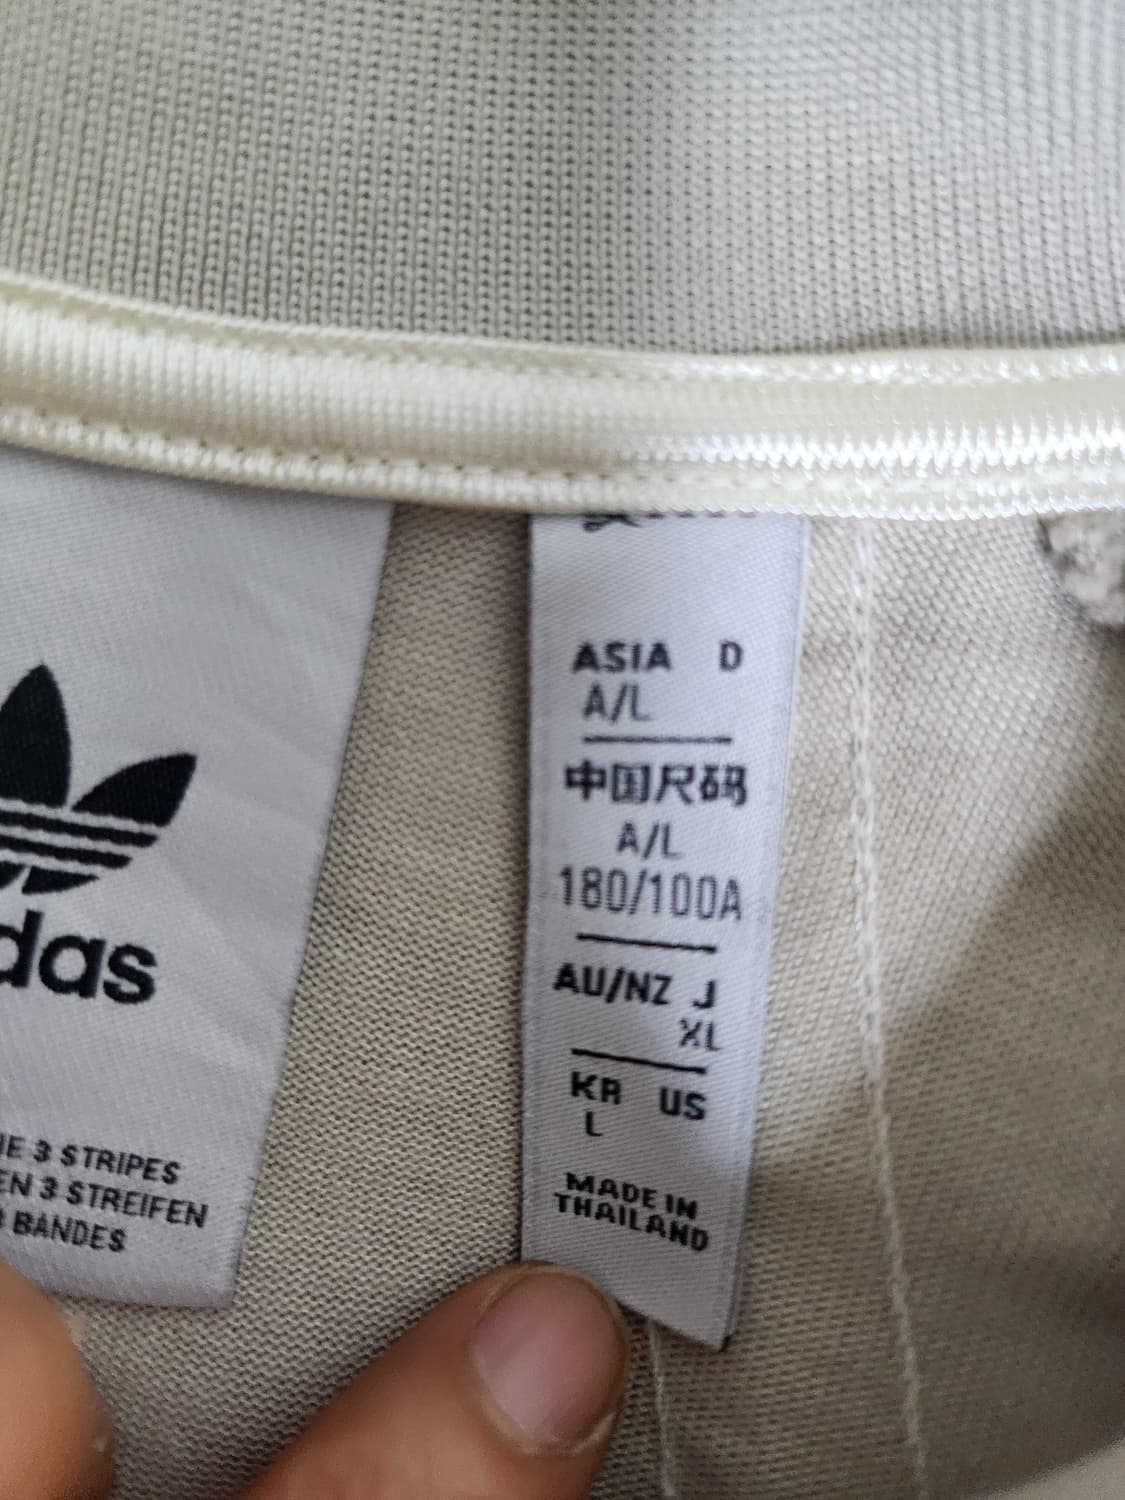 das
3 STRIPES
3 STREIFEN
BANDES
ASIA D
A/L
中国尺码
A/L
180/100A
AU/NZ J
XL
KR US
L
MADE IN
THAILAND